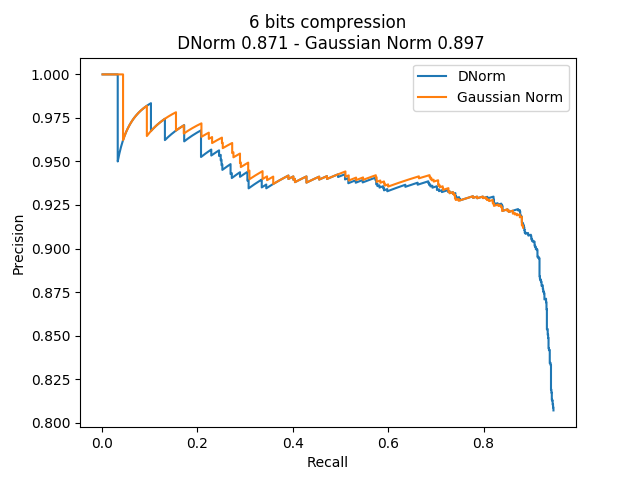 6 bits compression
DNorm 0.871 - Gaussian Norm 0.897
DNorm
Gaussian Norm
Precision
1.000
0.975
0.950
0.925
0.900
0.875
0.850
0.825
0.800
0.0 0.2 0.4 0.6 0.8
Recall